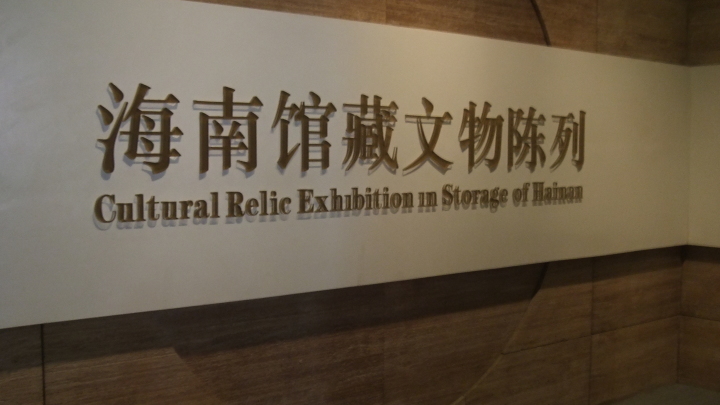 海南馆藏文物陈列
Cultural Relic Exhibition in Storage of Hainan